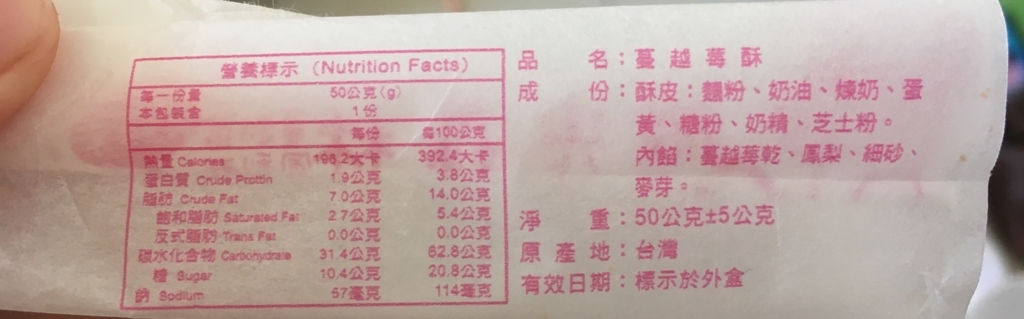 營養標示 (Nutrition Facts)
每一份量 50公克(g)
本包裝含 1份
每份 每100公克
熱量 Calories 196.2大卡 392.4大卡
蛋白質 Crude Prottin 1.9公克 3.8公克
脂肪 Crude Fat 7.0公克 14.0公克
飽和脂肪 Saturated Fat 2.7公克 5.4公克
反式脂肪 Trans Fat 0.0公克 0.0公克
碳水化合物 Carbonydrate 31.4公克 62.8公克
糖 Sugar 10.4公克 20.8公克
鈉 Sodium 57毫克 114毫克
品名：蔓越莓酥
成份：酥皮：麵粉、奶油、煉奶、蛋
黃、糖粉、奶精、芝士粉。
內餡：蔓越莓乾、鳳梨、細砂、
麥芽。
淨重：50公克±5公克
原產地：台灣
有效日期：標示於外盒